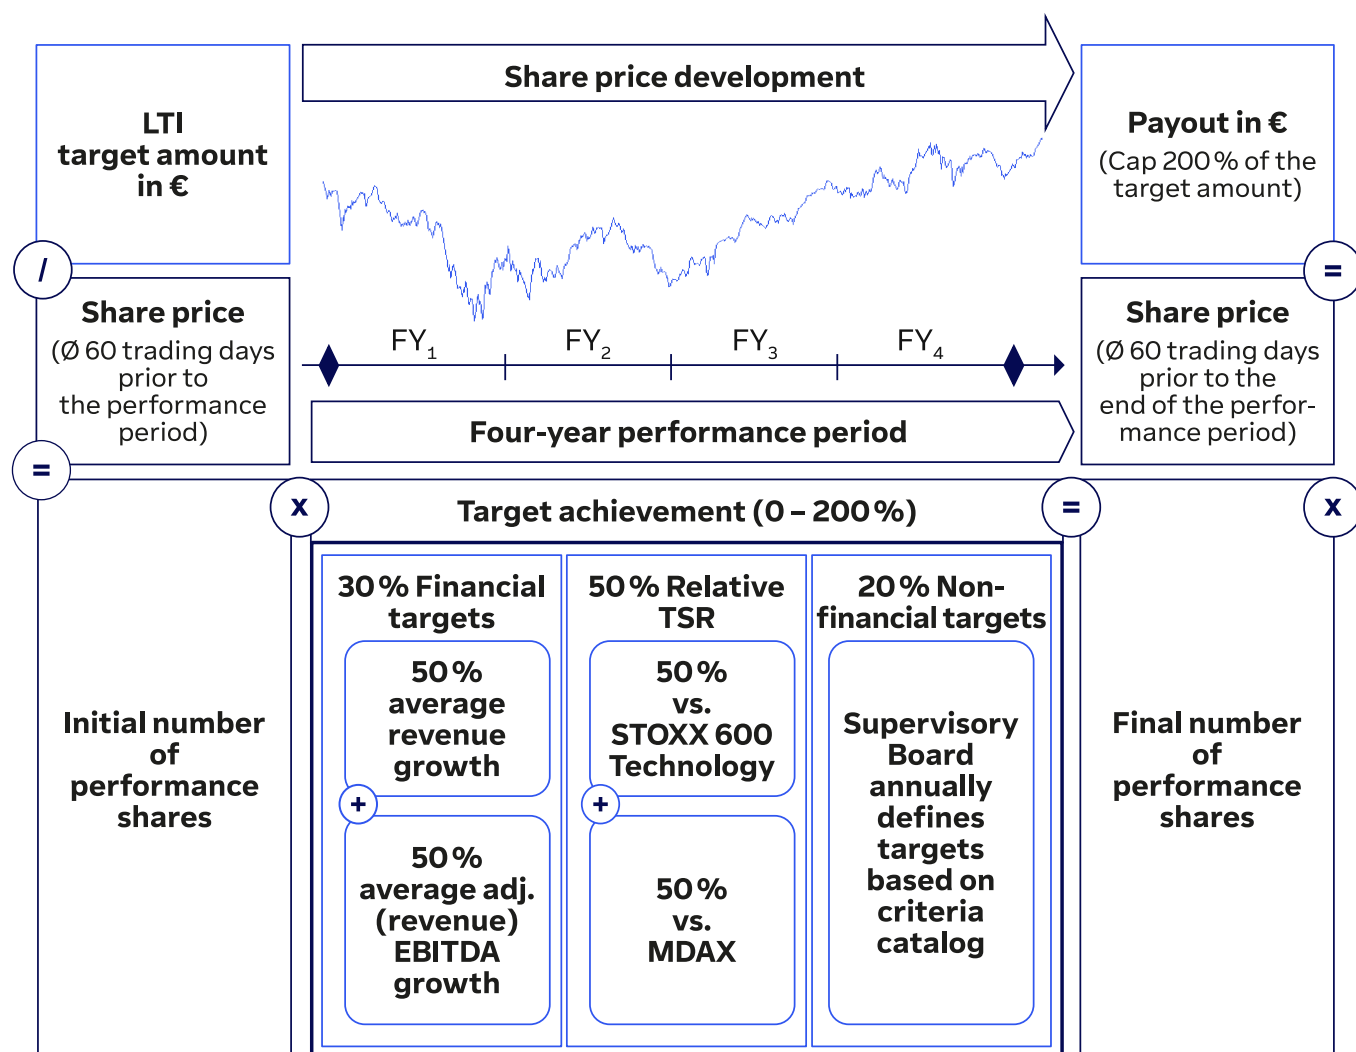 LTI
target amount
in €
/
Share price
(Ø 60 trading days
prior to
the performance
period)
=
Share price development
FY1
FY2
FY3
FY4
Four-year performance period
Payout in €
(Cap 200 % of the
target amount)
=
Share price
(Ø 60 trading days
prior to the
end of the perfor-
mance period)
x
Target achievement (0 – 200 %)
=
x
Initial number
of
performance
shares
30 % Financial
targets
50 %
average
revenue
growth
+
50 %
average adj.
(revenue)
EBITDA
growth
50 % Relative
TSR
50 %
vs.
STOXX 600
Technology
+
50 %
vs.
MDAX
20 % Non-
financial targets
Supervisory
Board
annually
defines
targets
based on
criteria
catalog
Final number
of
performance
shares